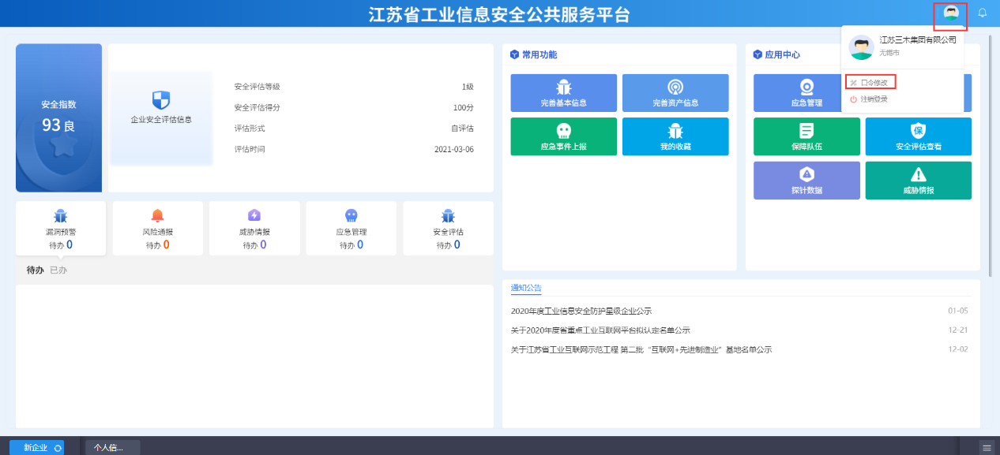 江苏省工业信息安全公共服务平台
江苏三木集团有限公司
无锡市
口令修改
注销登录
安全指数
93 良
企业安全评估信息
安全评估等级 1级
安全评估得分 100分
评估形式 自评估
评估时间 2021-03-06
漏洞预警
待办 0
风险通报
待办 0
威胁情报
待办 0
应急管理
待办 0
安全评估
待办 0
待办 已办
常用功能
完善基本信息
完善资产信息
应急事件上报
我的收藏
应用中心
应急管理
保障队伍
保
安全评估查看
探针数据
威胁情报
通知公告
2020年度工业信息安全防护星级企业公示 01-05
关于2020年度省重点工业互联网平台拟认定名单公示 12-21
关于江苏省工业互联网示范工程 第二批“互联网+先进制造业”基地名单公示 12-02
新企业
个人信...